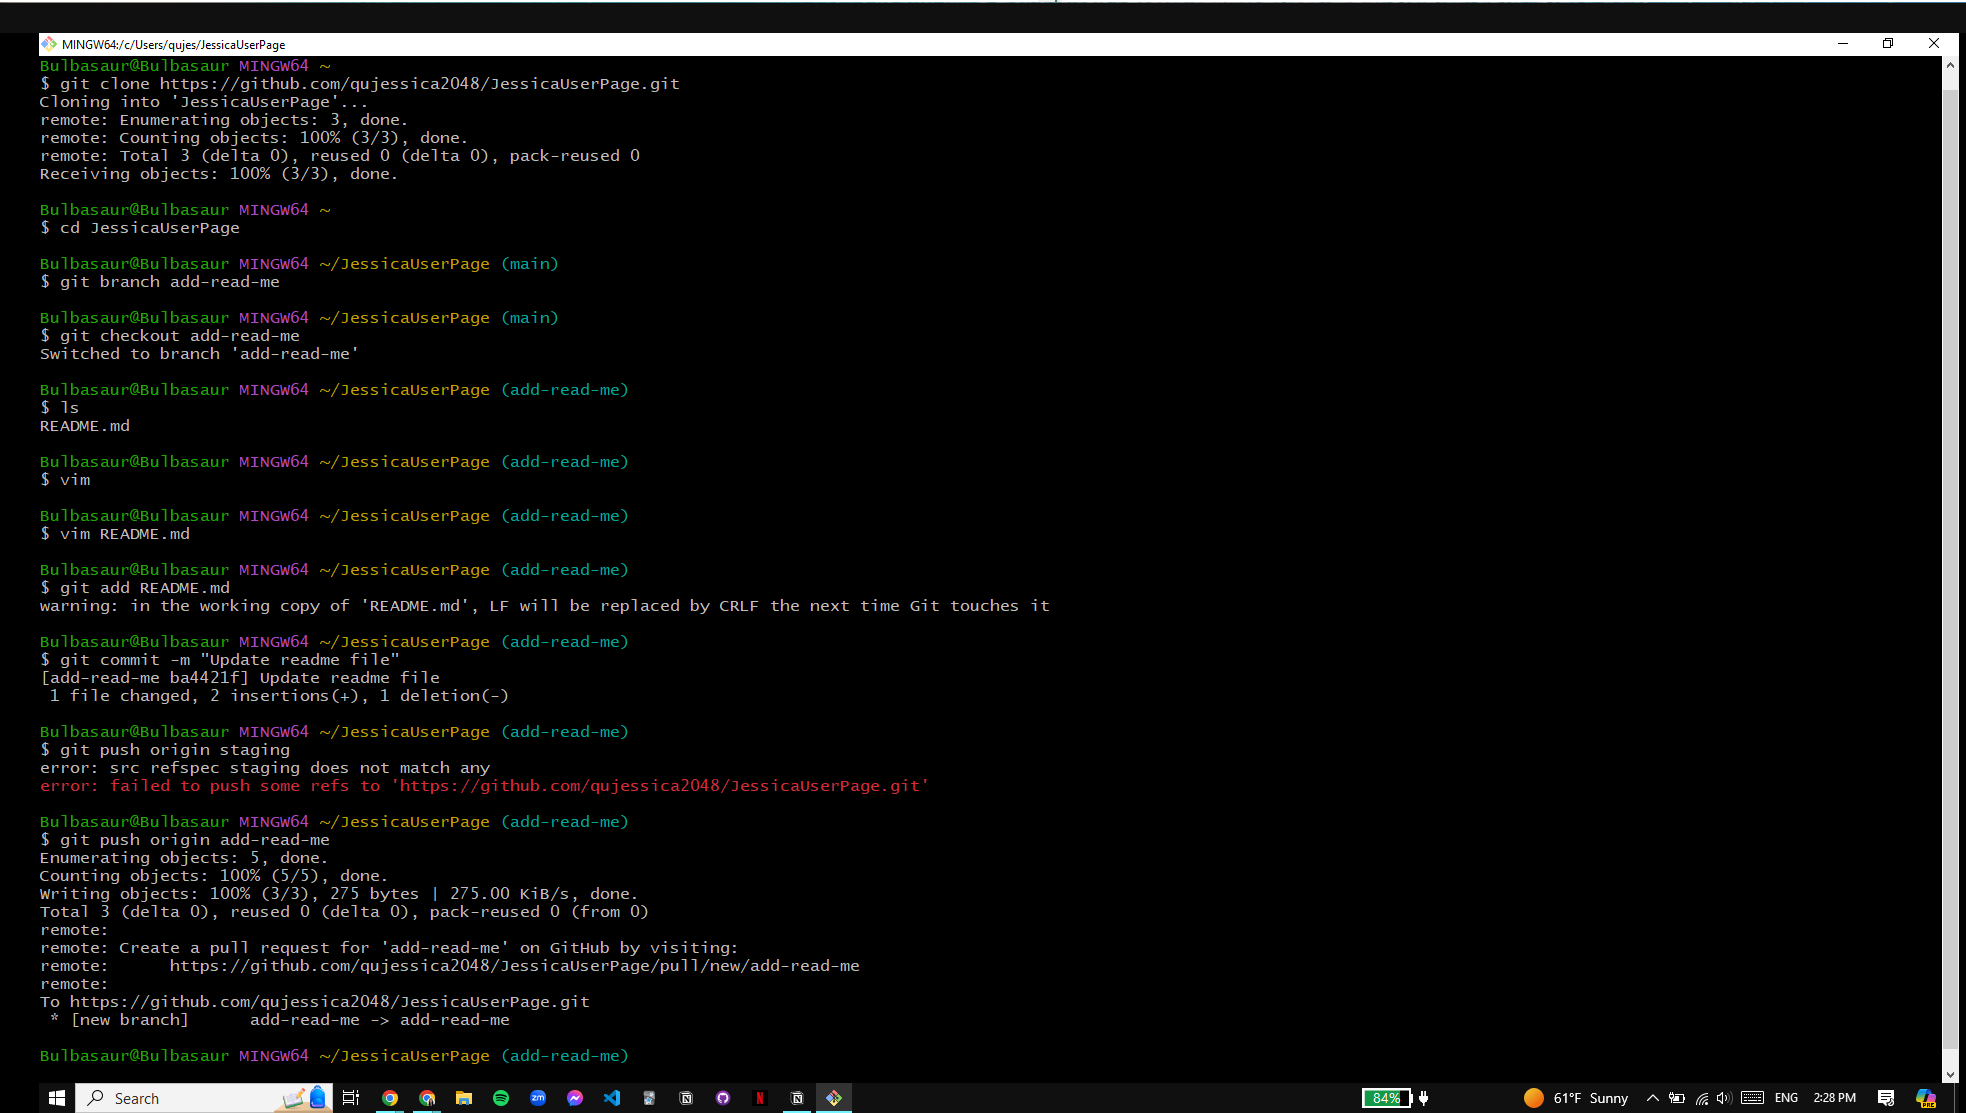 MINGW64:/c/Users/qujes/JessicaUserPage
Bulbasaur@Bulbasaur MINGW64 ~
$ git clone https://github.com/qujessica2048/JessicaUserPage.git
Cloning into 'JessicaUserPage'...
remote: Enumerating objects: 3, done.
remote: Counting objects: 100% (3/3), done.
remote: Total 3 (delta 0), reused 0 (delta 0), pack-reused 0
Receiving objects: 100% (3/3), done.
Bulbasaur@Bulbasaur MINGW64 ~
$ cd JessicaUserPage
Bulbasaur@Bulbasaur MINGW64 ~/JessicaUserPage (main)
$ git branch add-read-me
Bulbasaur@Bulbasaur MINGW64 ~/JessicaUserPage (main)
$ git checkout add-read-me
Switched to branch 'add-read-me'
Bulbasaur@Bulbasaur MINGW64 ~/JessicaUserPage (add-read-me)
$ ls
README.md
Bulbasaur@Bulbasaur MINGW64 ~/JessicaUserPage (add-read-me)
$ vim
Bulbasaur@Bulbasaur MINGW64 ~/JessicaUserPage (add-read-me)
$ vim README.md
Bulbasaur@Bulbasaur MINGW64 ~/JessicaUserPage (add-read-me)
$ git add README.md
warning: in the working copy of 'README.md', LF will be replaced by CRLF the next time Git touches it
Bulbasaur@Bulbasaur MINGW64 ~/JessicaUserPage (add-read-me)
$ git commit -m "Update readme file"
[add-read-me ba4421f] Update readme file
 1 file changed, 2 insertions(+), 1 deletion(-)
Bulbasaur@Bulbasaur MINGW64 ~/JessicaUserPage (add-read-me)
$ git push origin staging
error: src refspec staging does not match any
error: failed to push some refs to 'https://github.com/qujessica2048/JessicaUserPage.git'
Bulbasaur@Bulbasaur MINGW64 ~/JessicaUserPage (add-read-me)
$ git push origin add-read-me
Enumerating objects: 5, done.
Counting objects: 100% (5/5), done.
Writing objects: 100% (3/3), 275 bytes | 275.00 KiB/s, done.
Total 3 (delta 0), reused 0 (delta 0), pack-reused 0 (from 0)
remote:
remote: Create a pull request for 'add-read-me' on GitHub by visiting:
remote:      https://github.com/qujessica2048/JessicaUserPage/pull/new/add-read-me
remote:
To https://github.com/qujessica2048/JessicaUserPage.git
 * [new branch]      add-read-me -> add-read-me
Bulbasaur@Bulbasaur MINGW64 ~/JessicaUserPage (add-read-me)
Search zm N 84% 61°F Sunny ENG 2:28 PM PRE